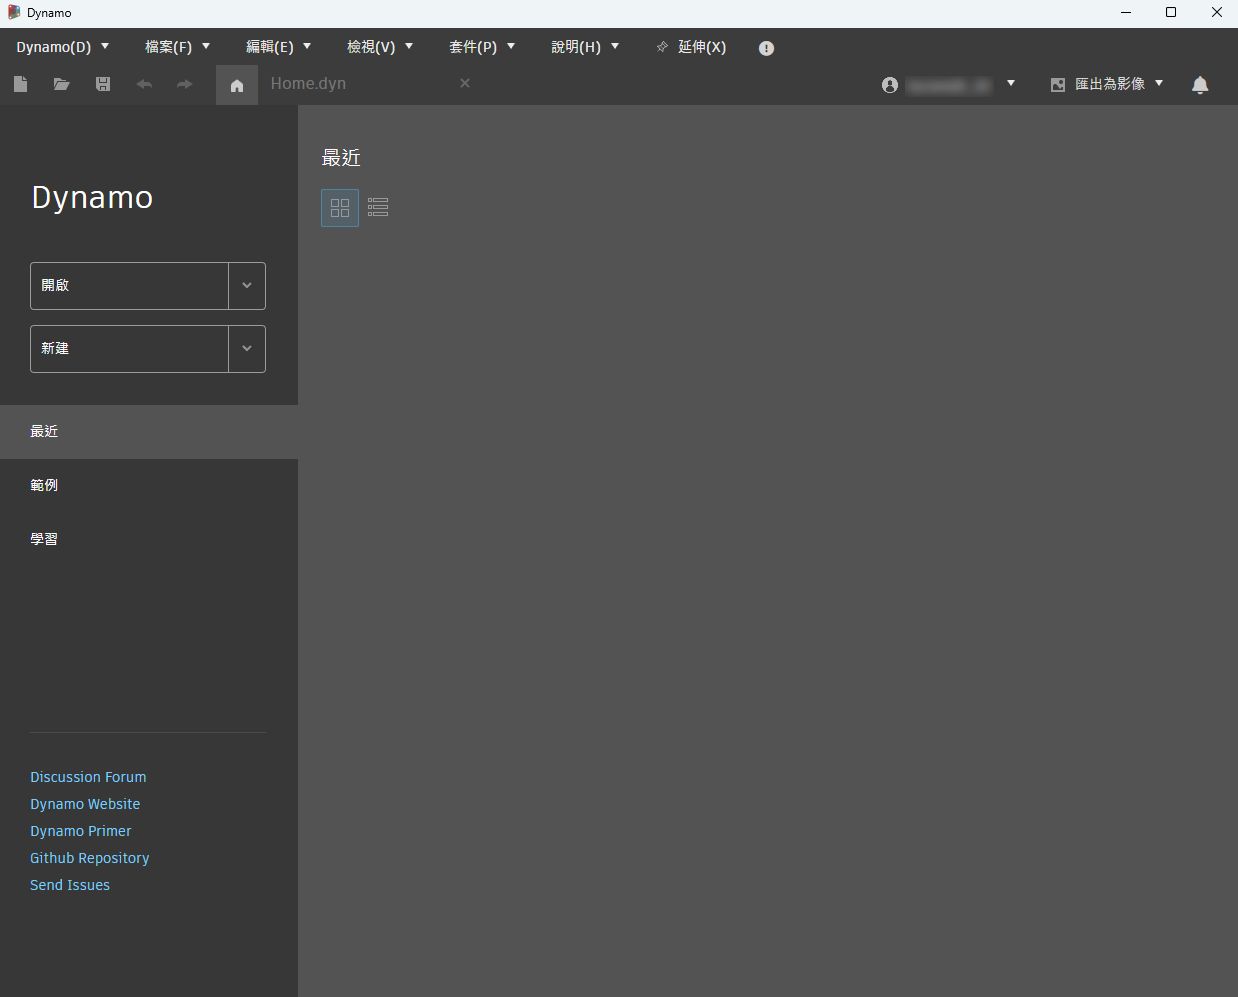 Dynamo
Dynamo(D) 檔案(F) 編輯(E) 檢視(V) 套件(P) 說明(H) 延伸(X)
Home.dyn 匯出為影像
Dynamo
開啟
新建
最近
範例
學習
Discussion Forum
Dynamo Website
Dynamo Primer
Github Repository
Send Issues
最近